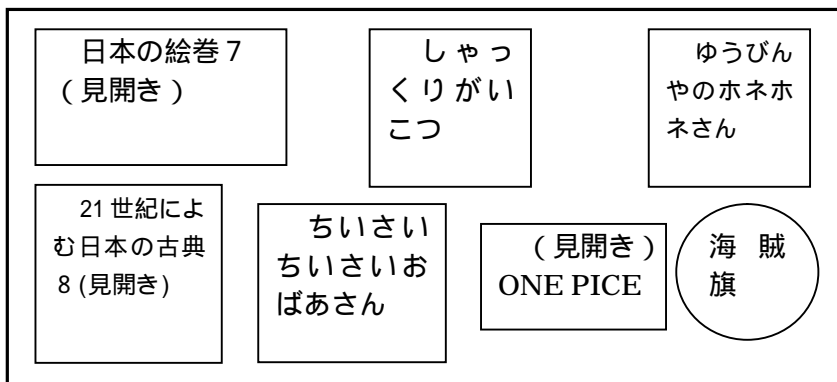 日本の絵巻7
(見開き)
しゃっ
くりがい
こつ
ゆうびん
やのホネホ
ネさん
21世紀によ
む日本の古典
8(見開き)
ちいさい
ちいさいお
ばあさん
(見開き)
ONE PICE
海賊
旗